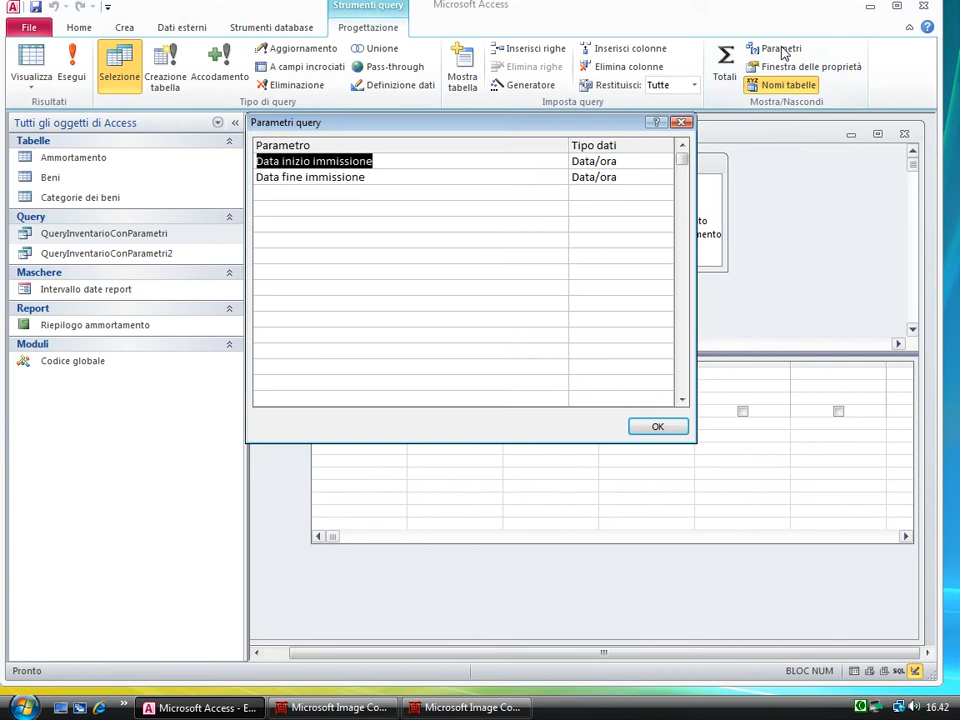 Strumenti query
Microsoft Access
File
Home
Crea
Dati esterni
Strumenti database
Progettazione
Visualizza
Esegui
Selezione
Creazione tabella
Accodamento
Aggiornamento
A campi incrociati
Eliminazione
Unione
Pass-through
Definizione dati
Mostra tabella
Inserisci righe
Elimina righe
Generatore
Inserisci colonne
Elimina colonne
Restituisci: Tutte
Totali
Parametri
Finestra delle proprietà
Nomi tabelle
Risultati
Tipo di query
Imposta query
Mostra/Nascondi
Tutti gli oggetti di Access
Tabelle
Ammortamento
Beni
Categorie dei beni
Query
QueryInventarioConParametri
QueryInventarioConParametri2
Maschere
Intervallo date report
Report
Riepilogo ammortamento
Moduli
Codice globale
Parametri query
Parametro Tipo dati
Data inizio immissione Data/ora
Data fine immissione Data/ora
OK
Pronto
BLOC NUM
SQL
Microsoft Access - E...
Microsoft Image Co...
Microsoft Image Co...
16.42